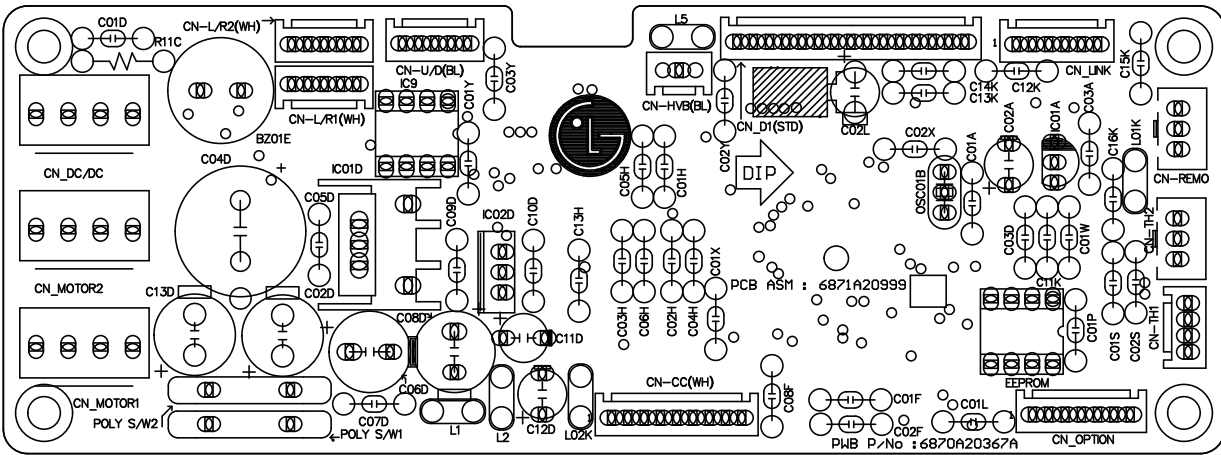 C01D
R11C
CN-L/R2(WH)
CN-L/R1(WH)
CN-U/D(BL)
IC9
C01Y
C03Y
L5
CN-HVB(BL)
C02Y
CN_D1(STD)
C02L
C14K
C13K
C12K
1
CN_LINK
C15K
BZ01E
C04D
IC01D
C05D
CN_DC/DC
C05H
C01H
DIP
C02X
OSC01B
C01A
C02A
IC01A
C03A
C16K
L01K
CN-REMO
CN-TH2
CN_MOTOR2
C13D
C02D
C09D
IC02D
C10D
C13H
C03H
C06H
C02H
C04H
C01X
PCB ASM : 6871A20999
C03D
C01W
C11K
C01P
C01S
C02S
CN-TH1
C08D
C11D
C06D
C07D
CN_MOTOR1
POLY S/W2
POLY S/W1
L1
L2
C12D
L02K
1
CN-CC(WH)
C08F
C01F
C02F
EEPROM
C01L
1
CN_OPTION
PWB P/No :6870A20367A